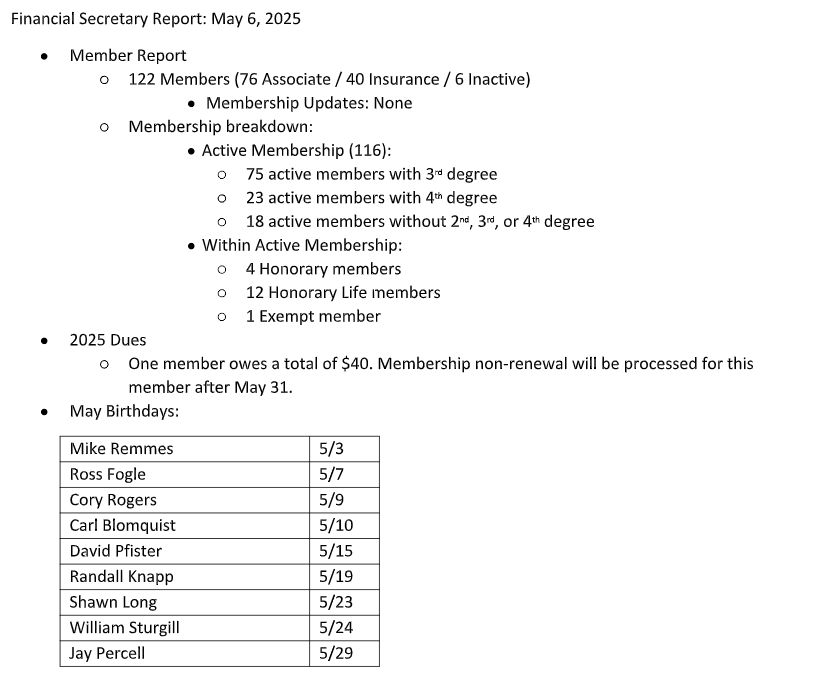 Financial Secretary Report: May 6, 2025
• Member Report
o 122 Members (76 Associate / 40 Insurance / 6 Inactive)
• Membership Updates: None
o Membership breakdown:
• Active Membership (116):
o 75 active members with 3rd degree
o 23 active members with 4th degree
o 18 active members without 2nd, 3rd, or 4th degree
• Within Active Membership:
o 4 Honorary members
o 12 Honorary Life members
o 1 Exempt member
• 2025 Dues
o One member owes a total of $40. Membership non-renewal will be processed for this
member after May 31.
• May Birthdays:
Mike Remmes 5/3
Ross Fogle 5/7
Cory Rogers 5/9
Carl Blomquist 5/10
David Pfister 5/15
Randall Knapp 5/19
Shawn Long 5/23
William Sturgill 5/24
Jay Percell 5/29